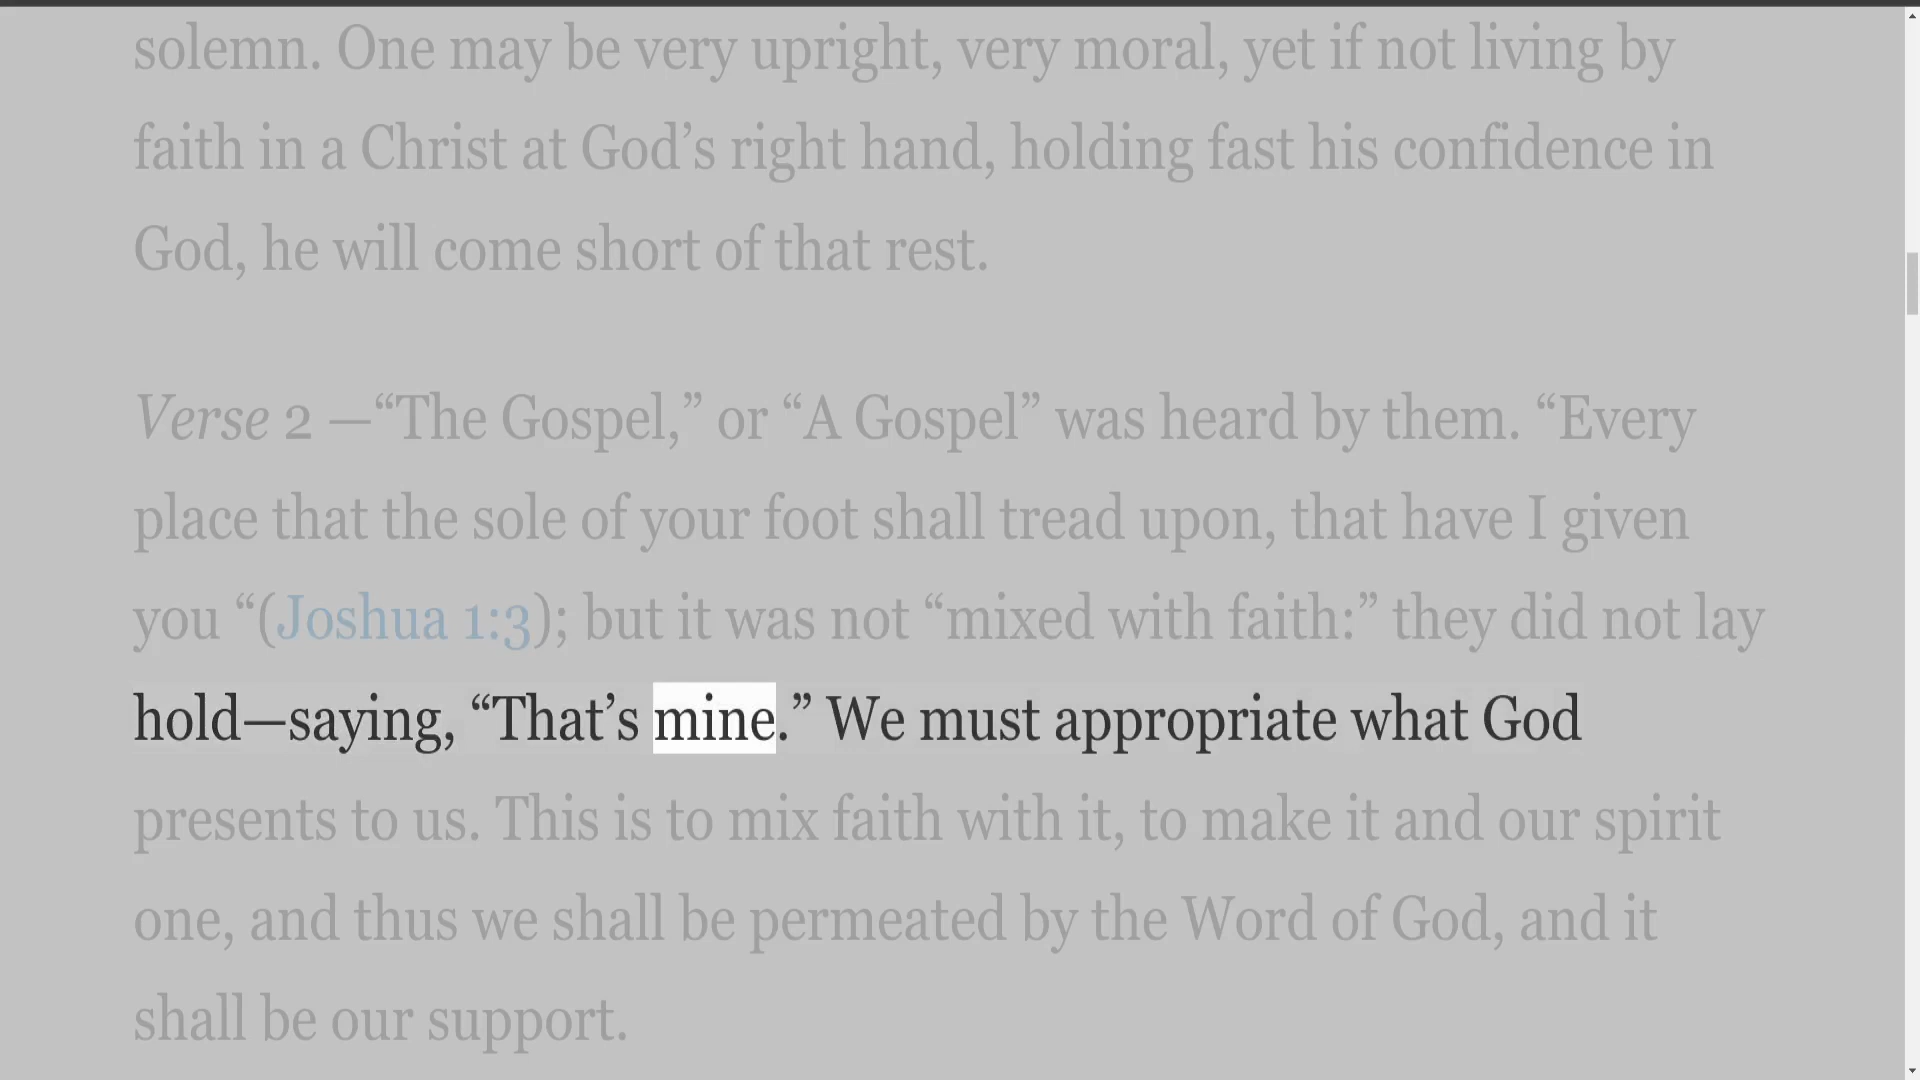 solemn. One may be very upright, very moral, yet if not living by
faith in a Christ at God’s right hand, holding fast his confidence in
God, he will come short of that rest.
Verse 2 —“The Gospel,” or “A Gospel” was heard by them. “Every
place that the sole of your foot shall tread upon, that have I given
you “(Joshua 1:3); but it was not “mixed with faith:” they did not lay
hold—saying, “That’s mine.” We must appropriate what God
presents to us. This is to mix faith with it, to make it and our spirit
one, and thus we shall be permeated by the Word of God, and it
shall be our support.